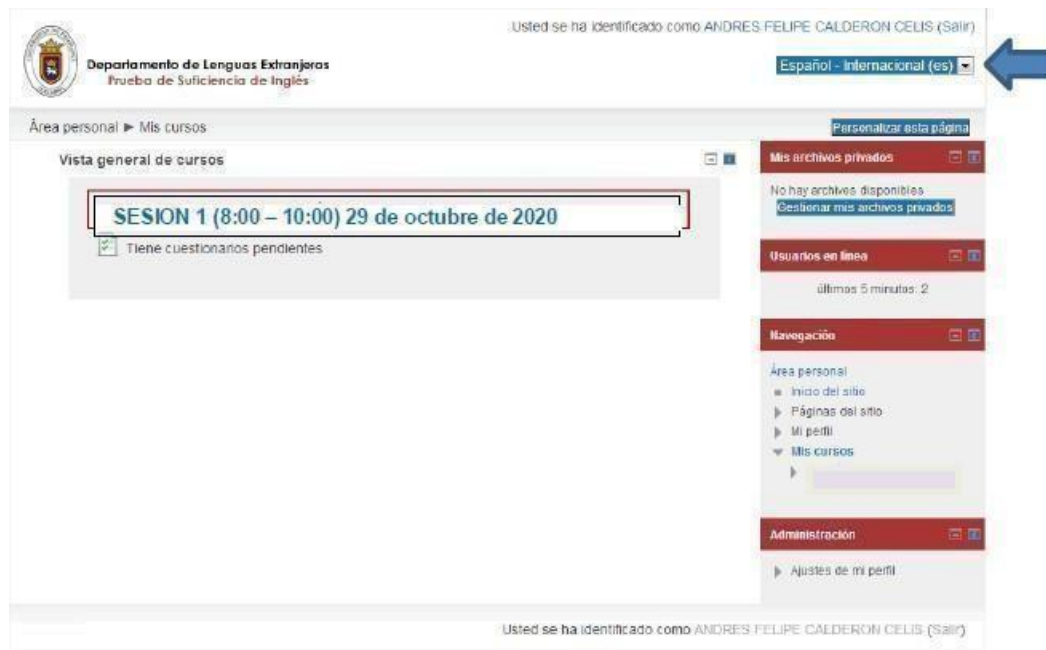 Usted se ha identificado como ANDRES FELIPE CALDERON CELIS (Salir)
Departamento de Lenguas Extranjeras
Prueba de Suficiencia de Inglés
Español - Internacional (es)
Área personal ► Mis cursos
Personalizar esta página
Vista general de cursos
SESION 1 (8:00 – 10:00) 29 de octubre de 2020
Tiene cuestionarios pendientes
Mis archivos privados
No hay archivos disponibles
Gestionar mis archivos privados
Usuarios en línea
últimos 5 minutos: 2
Navegación
Área personal
Inicio del sitio
Páginas del sitio
Mi perfil
Mis cursos
Administración
Ajustes de mi perfil
Usted se ha identificado como ANDRES FELIPE CALDERON CELIS (Salir)